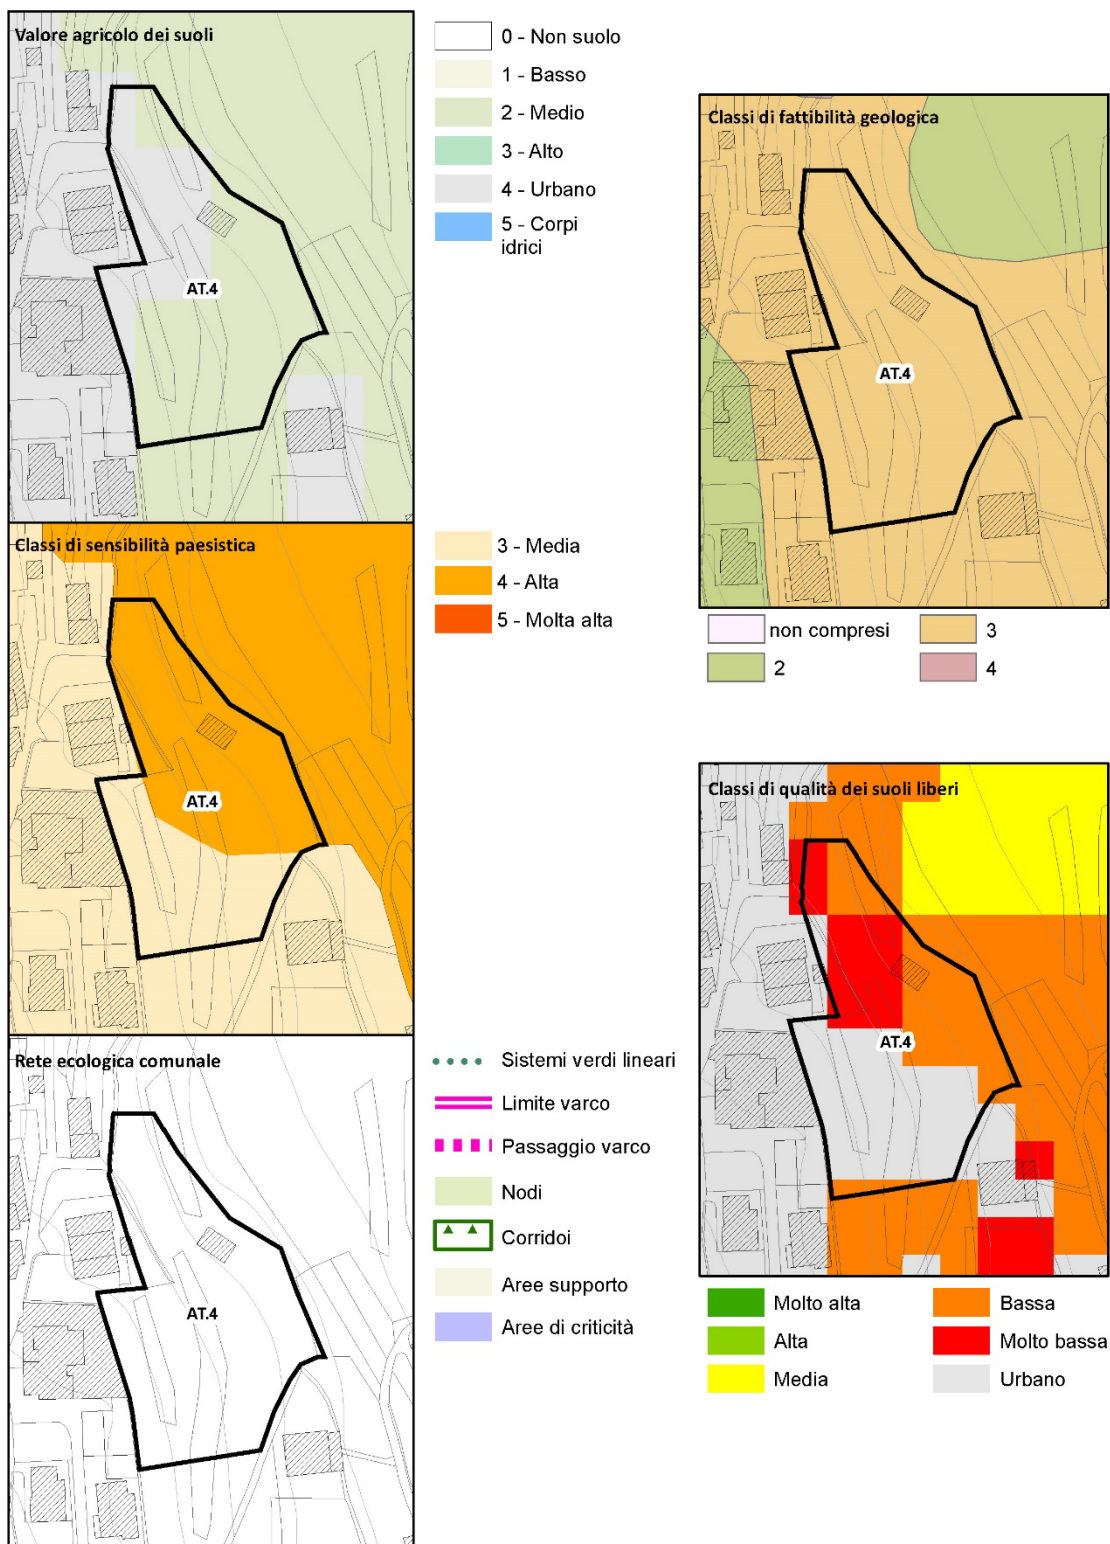 Valore agricolo dei suoli
AT.4
0 - Non suolo
1 - Basso
2 - Medio
3 - Alto
4 - Urbano
5 - Corpi
idrici
Classi di fattibilità geologica
AT.4
non compresi
3
2
4
Classi di sensibilità paesistica
AT.4
3 - Media
4 - Alta
5 - Molta alta
Classi di qualità dei suoli liberi
AT.4
Molto alta
Bassa
Alta
Molto bassa
Media
Urbano
Rete ecologica comunale
AT.4
Sistemi verdi lineari
Limite varco
Passaggio varco
Nodi
Corridoi
Aree supporto
Aree di criticità